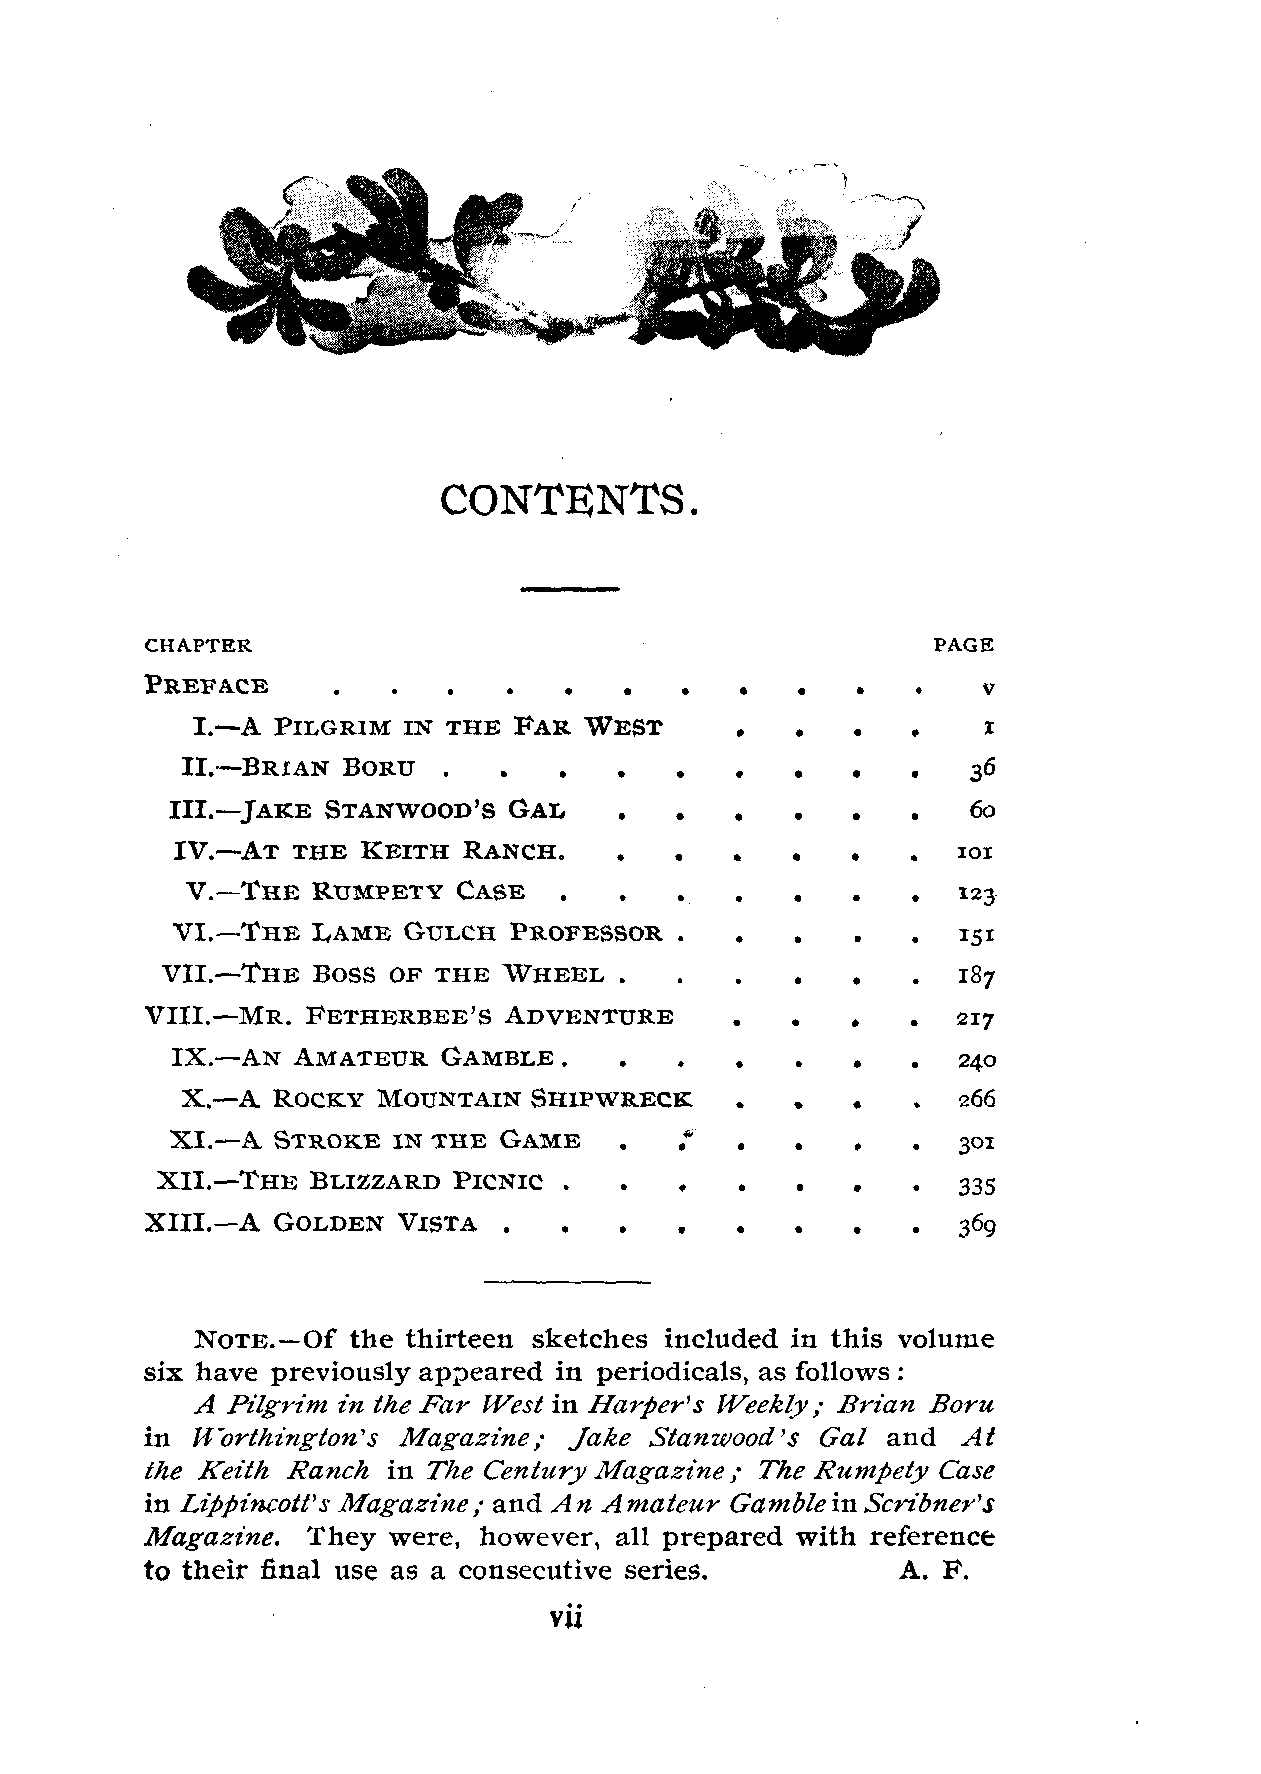 CONTENTS.
CHAPTER PAGE
PREFACE . . . . . . . . . . . v
I.—A PILGRIM IN THE FAR WEST . . . . 1
II.—BRIAN BORU . . . . . . . . . 36
III.—JAKE STANWOOD'S GAL . . . . . . 60
IV.—AT THE KEITH RANCH. . . . . . . 101
V.—THE RUMPETY CASE . . . . . . . 123
VI.—THE LAME GULCH PROFESSOR . . . . . 151
VII.—THE BOSS OF THE WHEEL . . . . . . 187
VIII.—MR. FETHERBEE'S ADVENTURE . . . . 217
IX.—AN AMATEUR GAMBLE . . . . . . . 240
X.—A ROCKY MOUNTAIN SHIPWRECK . . . . 266
XI.—A STROKE IN THE GAME . . . . . . 301
XII.—THE BLIZZARD PICNIC . . . . . . . 335
XIII.—A GOLDEN VISTA . . . . . . . . 369
NOTE.—Of the thirteen sketches included in this volume
six have previously appeared in periodicals, as follows:
A Pilgrim in the Far West in Harper's Weekly; Brian Boru
in Worthington's Magazine; Jake Stanwood's Gal and At
the Keith Ranch in The Century Magazine; The Rumpety Case
in Lippincott's Magazine; and An Amateur Gamble in Scribner's
Magazine. They were, however, all prepared with reference
to their final use as a consecutive series. A. F.
vii